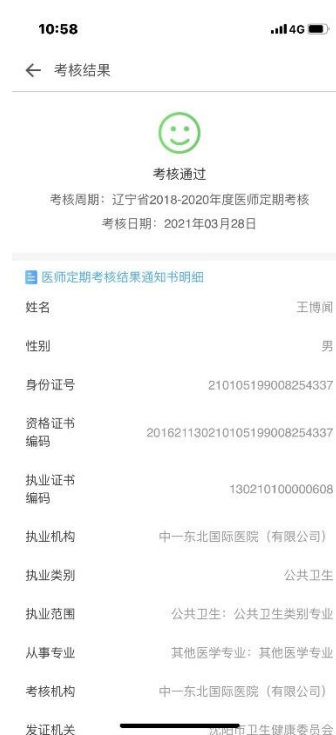 10:58
4G
考核结果
考核通过
考核周期：辽宁省2018-2020年度医师定期考核
考核日期：2021年03月28日
医师定期考核结果通知书明细
姓名 王博闻
性别 男
身份证号 210105199008254337
资格证书
编码 201621130210105199008254337
执业证书
编码 130210100000608
执业机构 中一东北国际医院（有限公司）
执业类别 公共卫生
执业范围 公共卫生：公共卫生类别专业
从事专业 其他医学专业：其他医学专业
考核机构 中一东北国际医院（有限公司）
发证机关 沈阳市卫生健康委员会